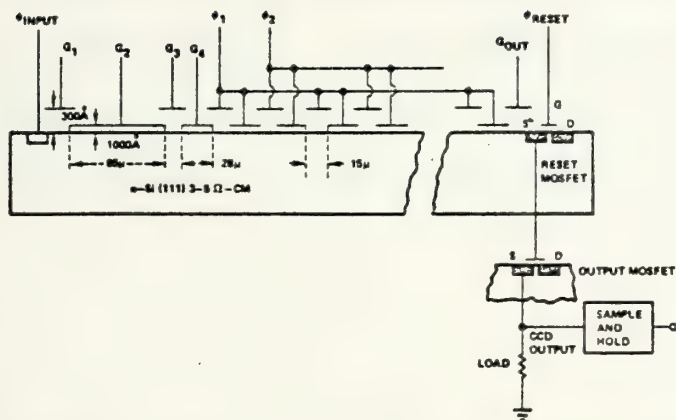 φINPUT
G1
G2
G3
G4
φ1
φ2
GOUT
φRESET
300Å
1000Å
85μ
28μ
15μ
n-Si (111) 3-5 Ω-CM
S
G
D
RESET
MOSFET
S
D
OUTPUT MOSFET
CCD
OUTPUT
SAMPLE
AND
HOLD
LOAD